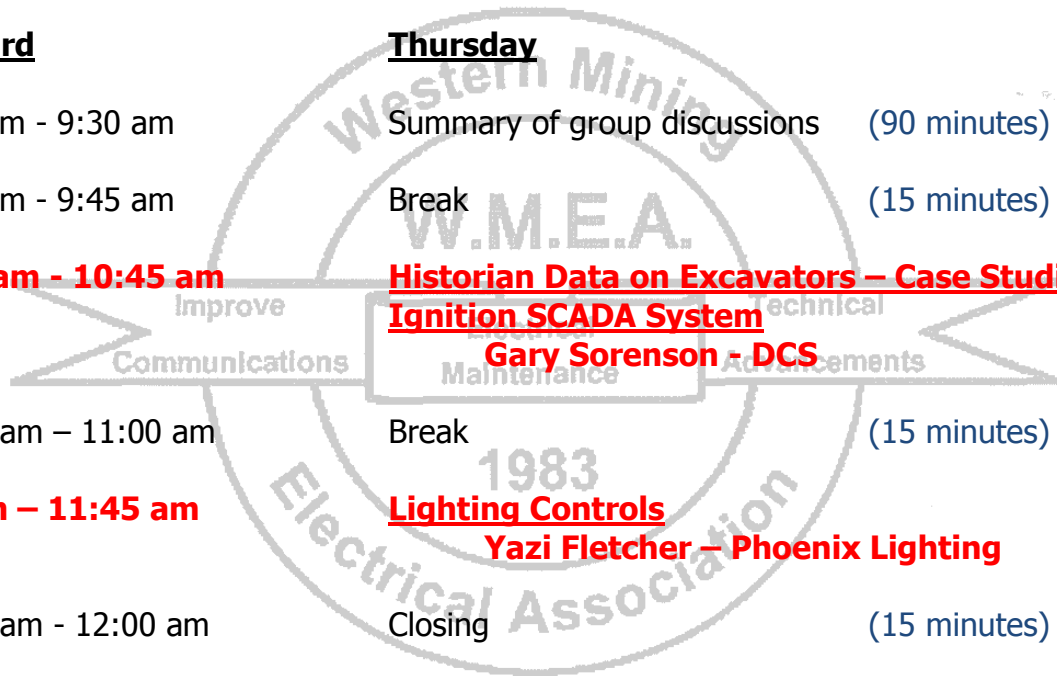 rd Thursday
m - 9:30 am Summary of group discussions (90 minutes)
m - 9:45 am Break (15 minutes)
am - 10:45 am Historian Data on Excavators – Case Studi
Ignition SCADA System
Gary Sorenson - DCS
am – 11:00 am Break (15 minutes)
– 11:45 am Lighting Controls
Yazi Fletcher – Phoenix Lighting
am - 12:00 am Closing (15 minutes)
Western Mining
W.M.E.A.
Improve
Communications
Electrical
Maintenance
Technical
Advancements
1983
Electrical Association